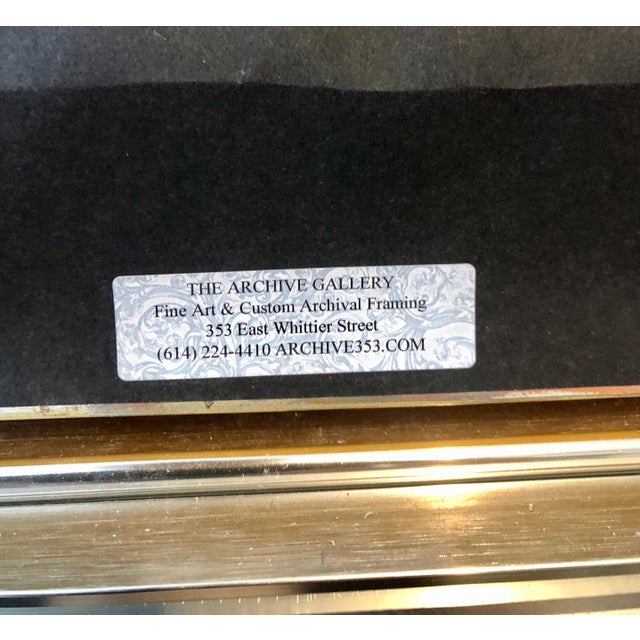 THE ARCHIVE GALLERY
Fine Art & Custom Archival Framing
353 East Whittier Street
(614) 224-4410 ARCHIVE353.COM